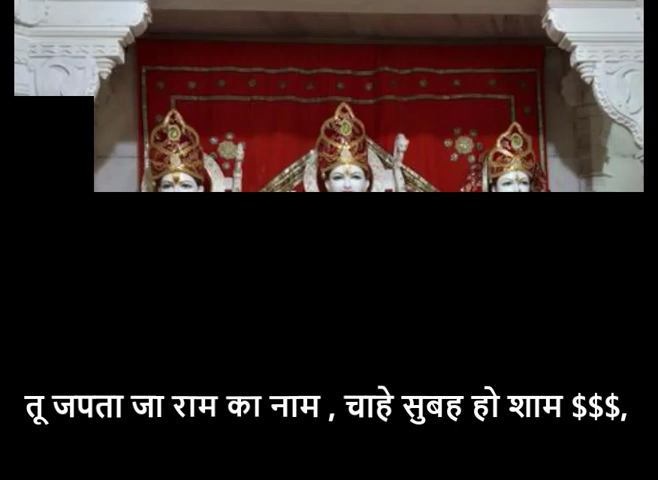 तू जपता जा राम का नाम , चाहे सुबह हो शाम $$$,